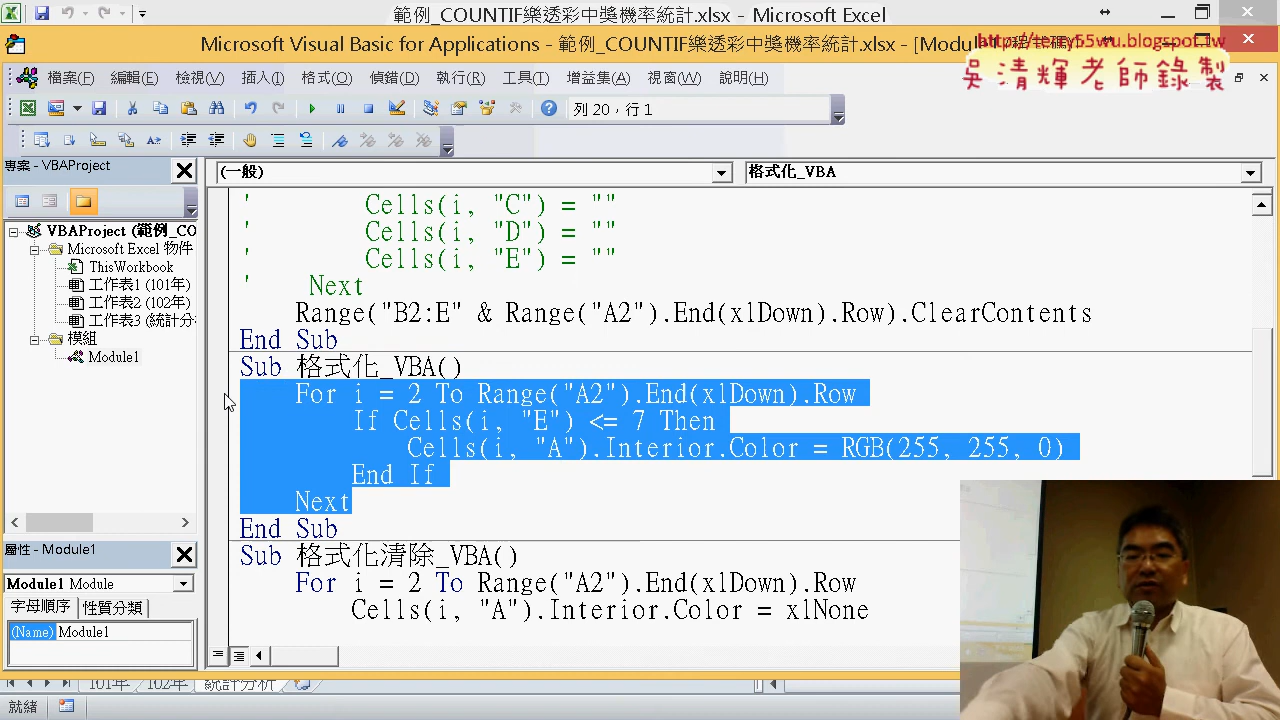 範例_COUNTIF樂透彩中獎機率統計.xlsx - Microsoft Excel
Microsoft Visual Basic for Applications - 範例_COUNTIF樂透彩中獎機率統計.xlsx - [Module1
http://terry55wu.blogspot.tw
吳清輝老師錄製
檔案(F) 編輯(E) 檢視(V) 插入(I) 格式(O) 偵錯(D) 執行(R) 工具(T) 增益集(A) 視窗(W) 說明(H)
列 20，行 1
專案 - VBAProject
(一般)
格式化_VBA
VBAProject (範例_CO
Microsoft Excel 物件
ThisWorkbook
工作表1 (101年)
工作表2 (102年)
工作表3 (統計分
模組
Module1
' Cells(i, "C") = ""
' Cells(i, "D") = ""
' Cells(i, "E") = ""
' Next
Range("B2:E" & Range("A2").End(xlDown).Row).ClearContents
End Sub
Sub 格式化_VBA()
For i = 2 To Range("A2").End(xlDown).Row
If Cells(i, "E") <= 7 Then
Cells(i, "A").Interior.Color = RGB(255, 255, 0)
End If
Next
End Sub
Sub 格式化清除_VBA()
For i = 2 To Range("A2").End(xlDown).Row
Cells(i, "A").Interior.Color = xlNone
屬性 - Module1
Module1 Module
字母順序 性質分類
(Name) Module1
101年 102年 統計分析
就緒